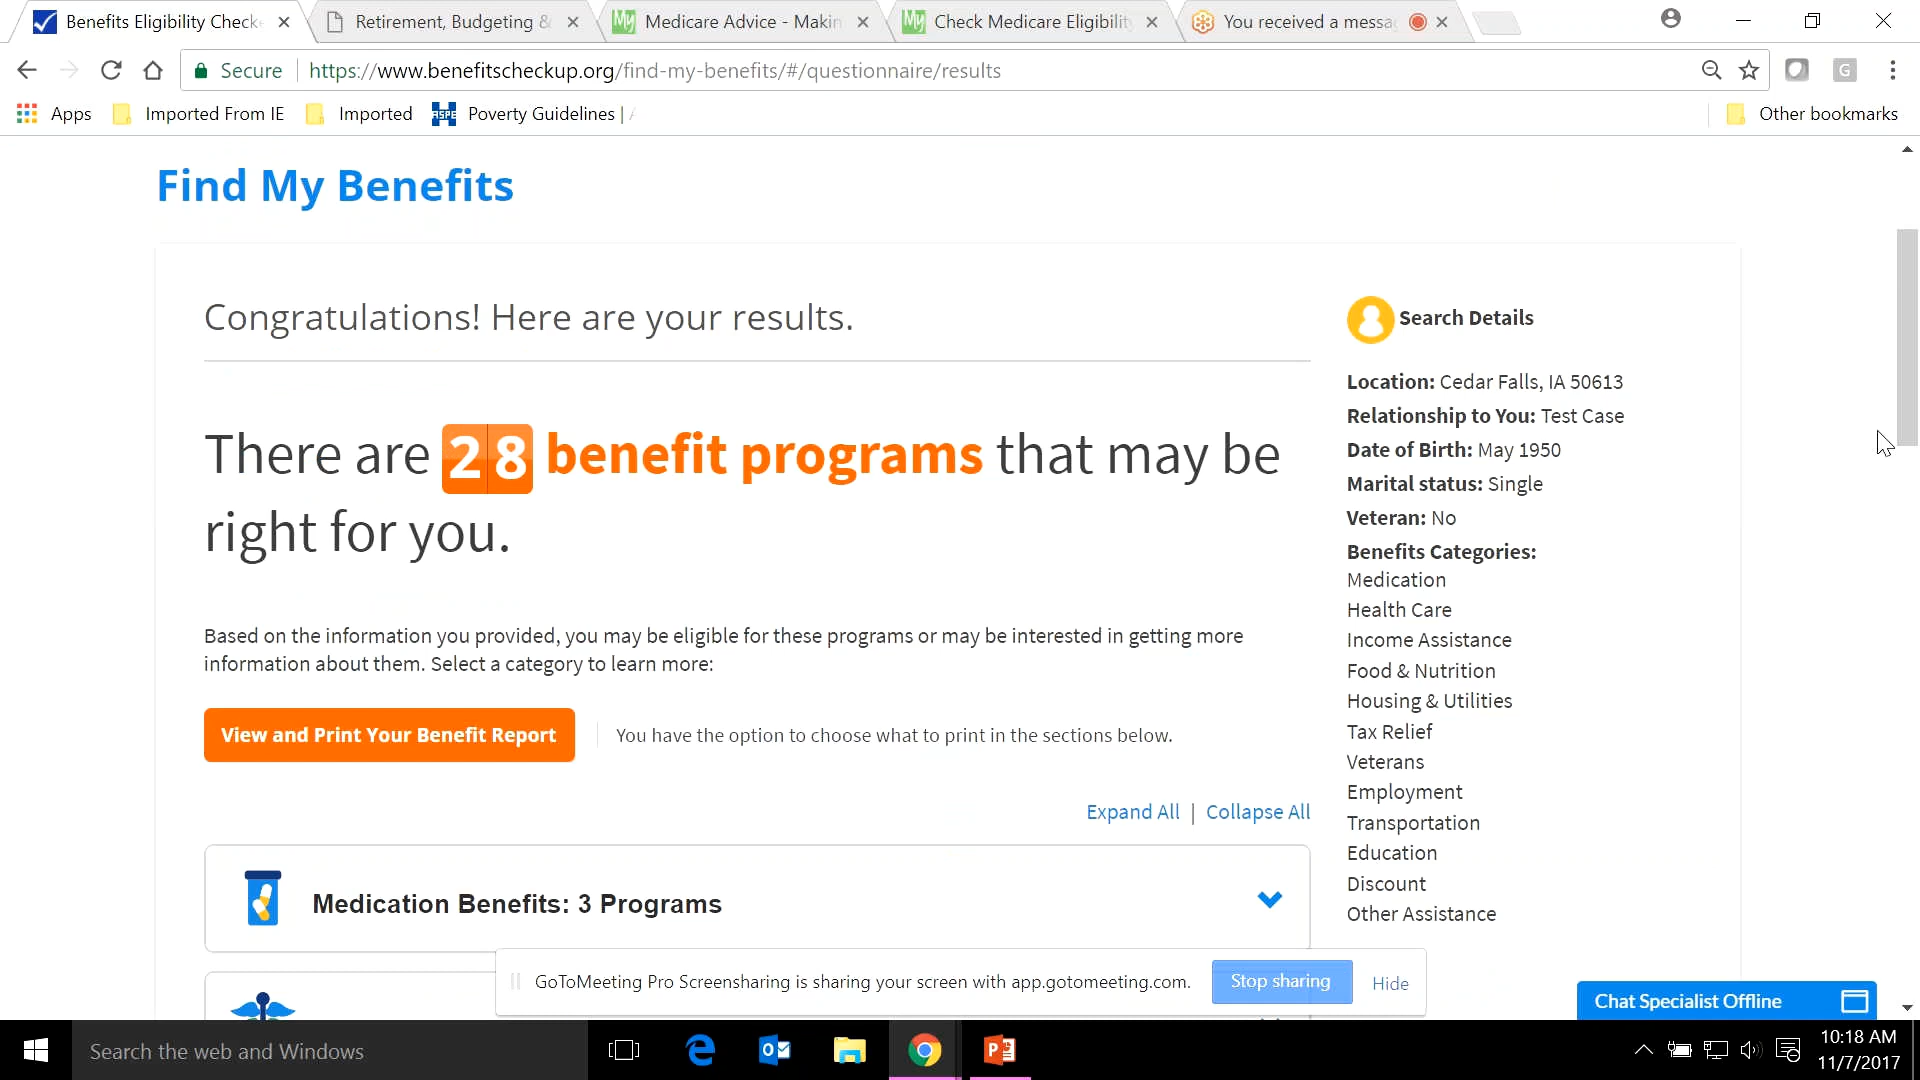 Benefits Eligibility Check
Retirement, Budgeting &
Medicare Advice - Makin
Check Medicare Eligibility
You received a messa
Secure
https://www.benefitscheckup.org/find-my-benefits/#/questionnaire/results
G
Apps
Imported From IE
Imported
Poverty Guidelines |
Other bookmarks
Find My Benefits
Congratulations! Here are your results.
There are 28 benefit programs that may be
right for you.
Based on the information you provided, you may be eligible for these programs or may be interested in getting more
information about them. Select a category to learn more:
View and Print Your Benefit Report
You have the option to choose what to print in the sections below.
Expand All | Collapse All
Medication Benefits: 3 Programs
Search Details
Location: Cedar Falls, IA 50613
Relationship to You: Test Case
Date of Birth: May 1950
Marital status: Single
Veteran: No
Benefits Categories:
Medication
Health Care
Income Assistance
Food & Nutrition
Housing & Utilities
Tax Relief
Veterans
Employment
Transportation
Education
Discount
Other Assistance
GoToMeeting Pro Screensharing is sharing your screen with app.gotomeeting.com.
Stop sharing
Hide
Chat Specialist Offline
Search the web and Windows
10:18 AM
11/7/2017